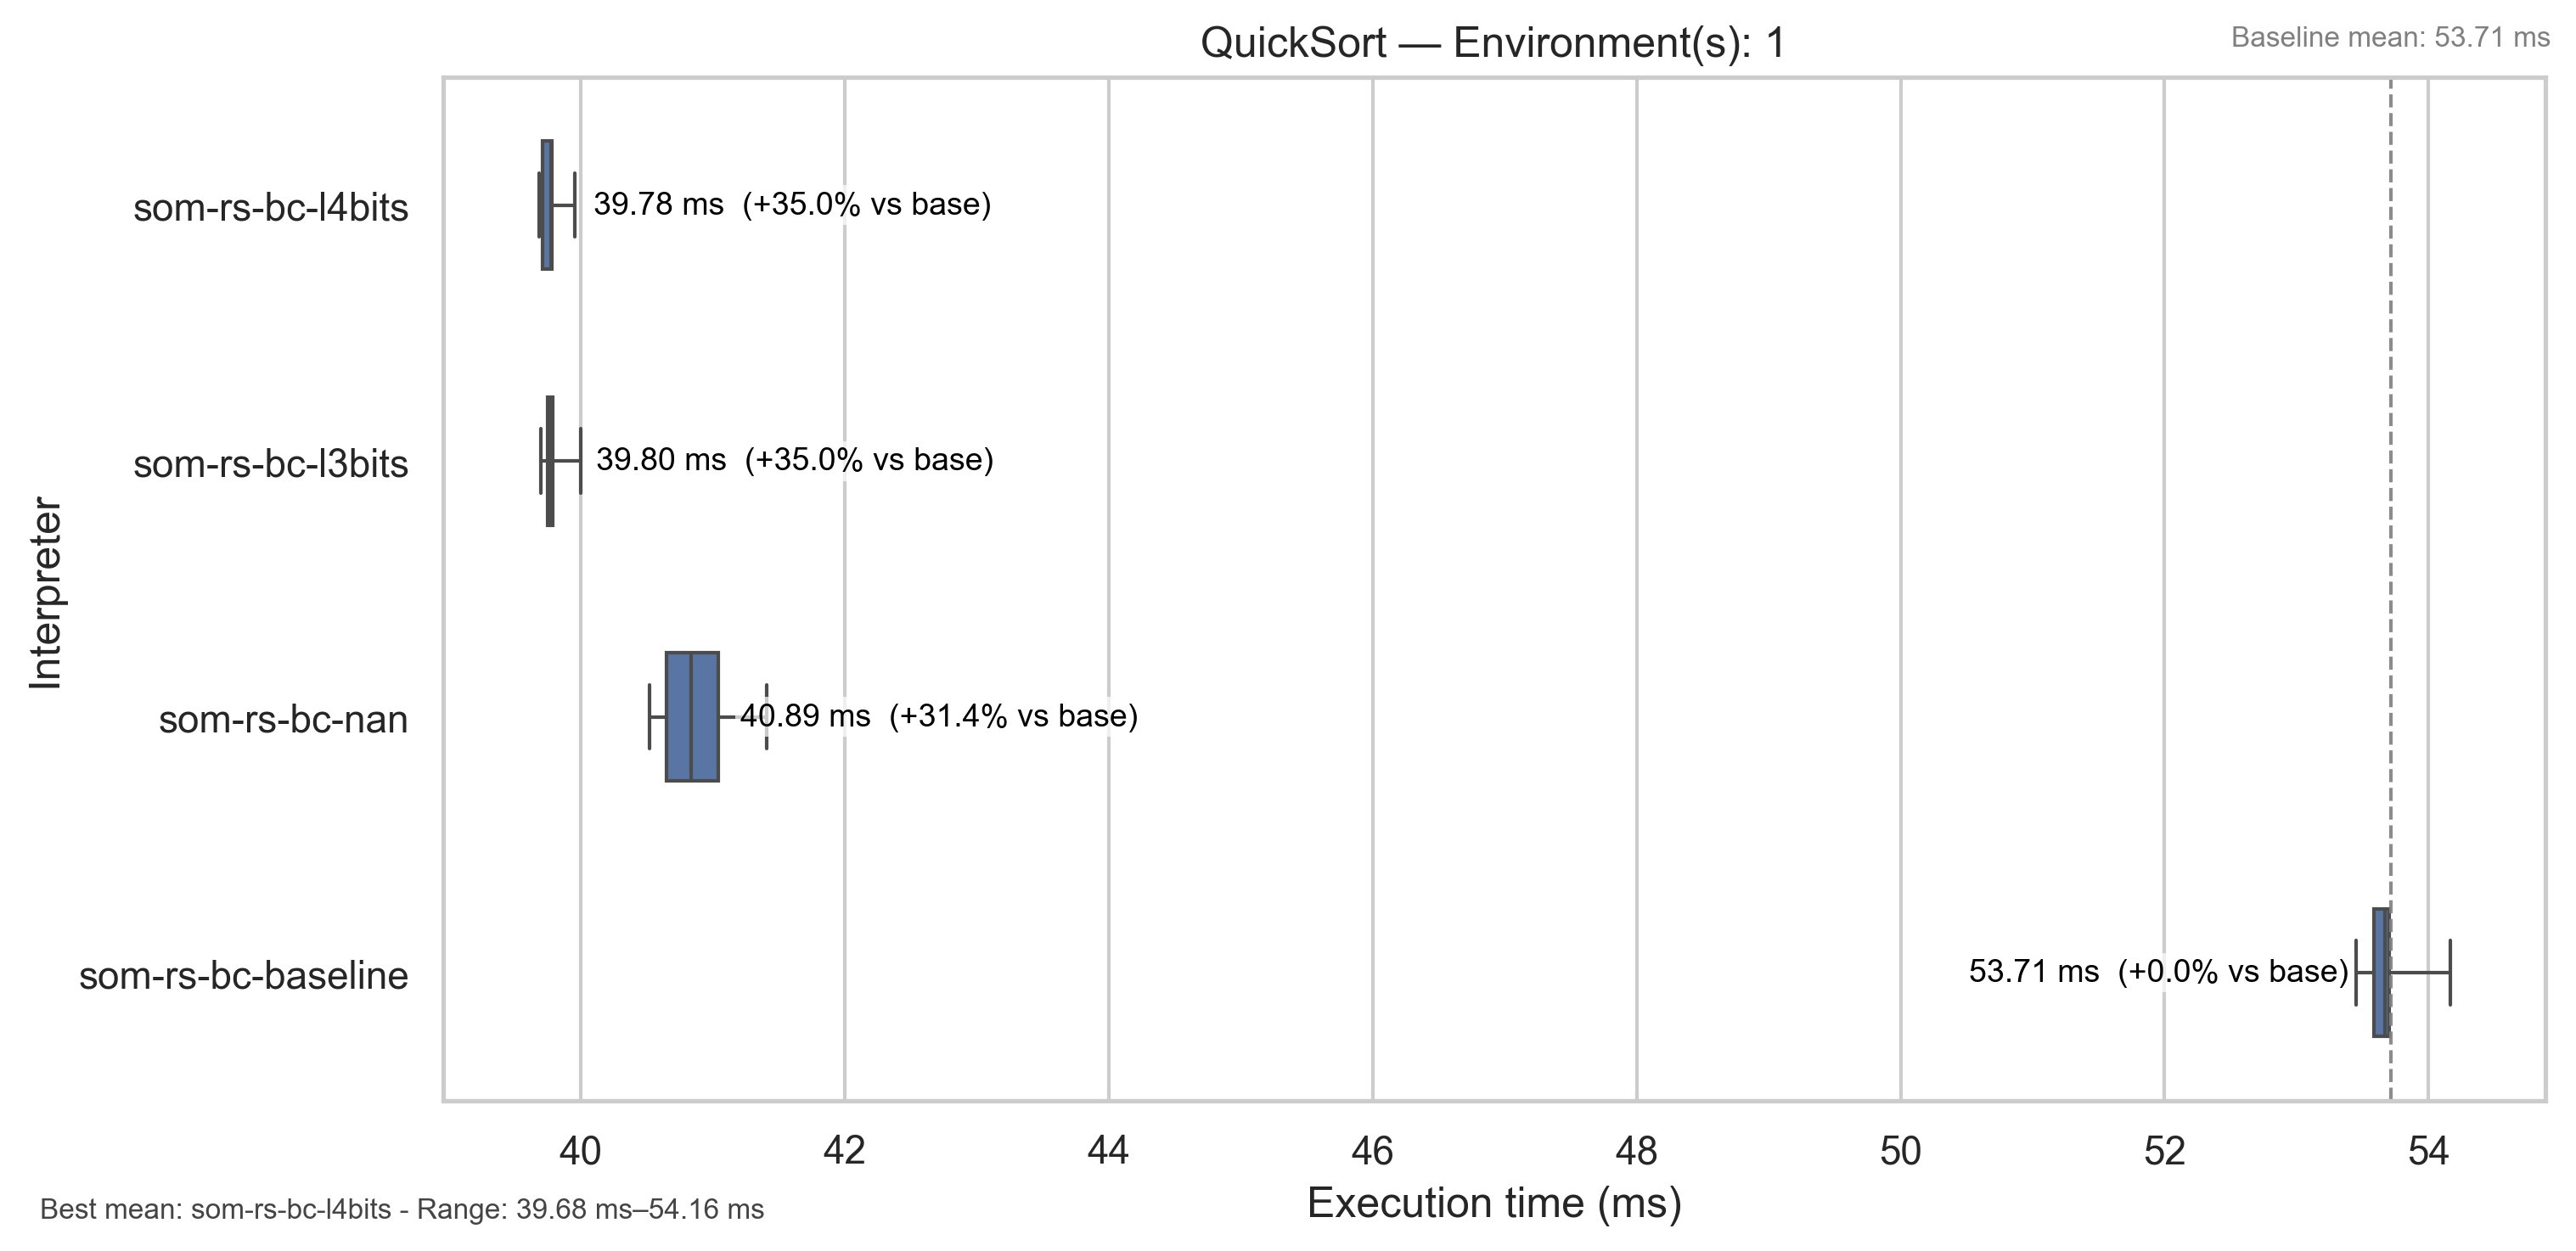 QuickSort — Environment(s): 1
Baseline mean: 53.71 ms
Interpreter
som-rs-bc-l4bits
39.78 ms (+35.0% vs base)
som-rs-bc-l3bits
39.80 ms (+35.0% vs base)
som-rs-bc-nan
40.89 ms (+31.4% vs base)
som-rs-bc-baseline
53.71 ms (+0.0% vs base)
40 42 44 46 48 50 52 54
Execution time (ms)
Best mean: som-rs-bc-l4bits - Range: 39.68 ms–54.16 ms